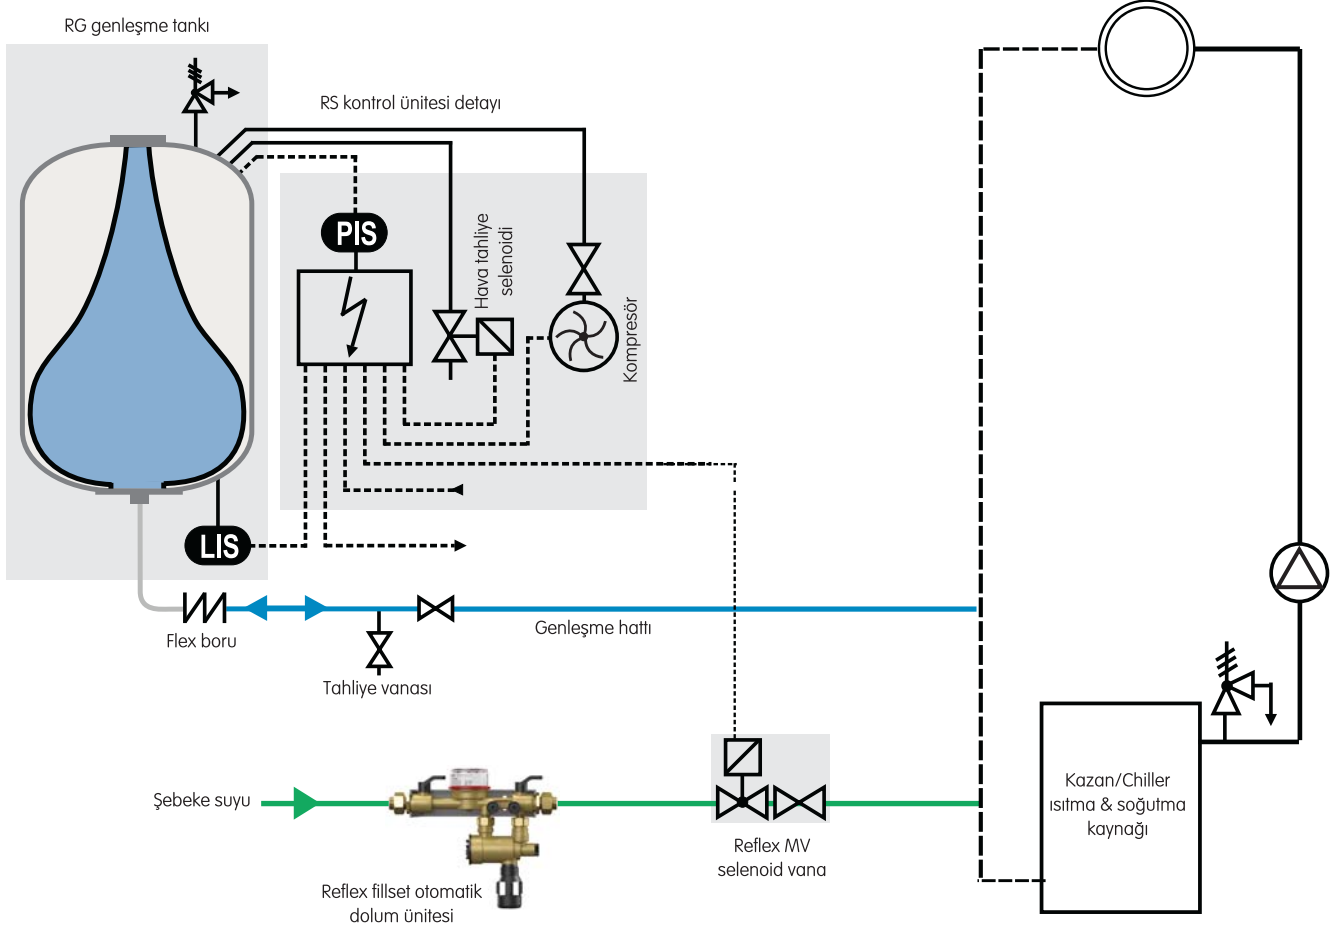 RG genleşme tankı
RS kontrol ünitesi detayı
PIS
Hava tahliye
selenoidi
Kompresör
LIS
Flex boru
Genleşme hattı
Tahliye vanası
Şebeke suyu
Kazan/Chiller
ısıtma & soğutma
kaynağı
Reflex MV
selenoid vana
Reflex fillset otomatik
dolum ünitesi